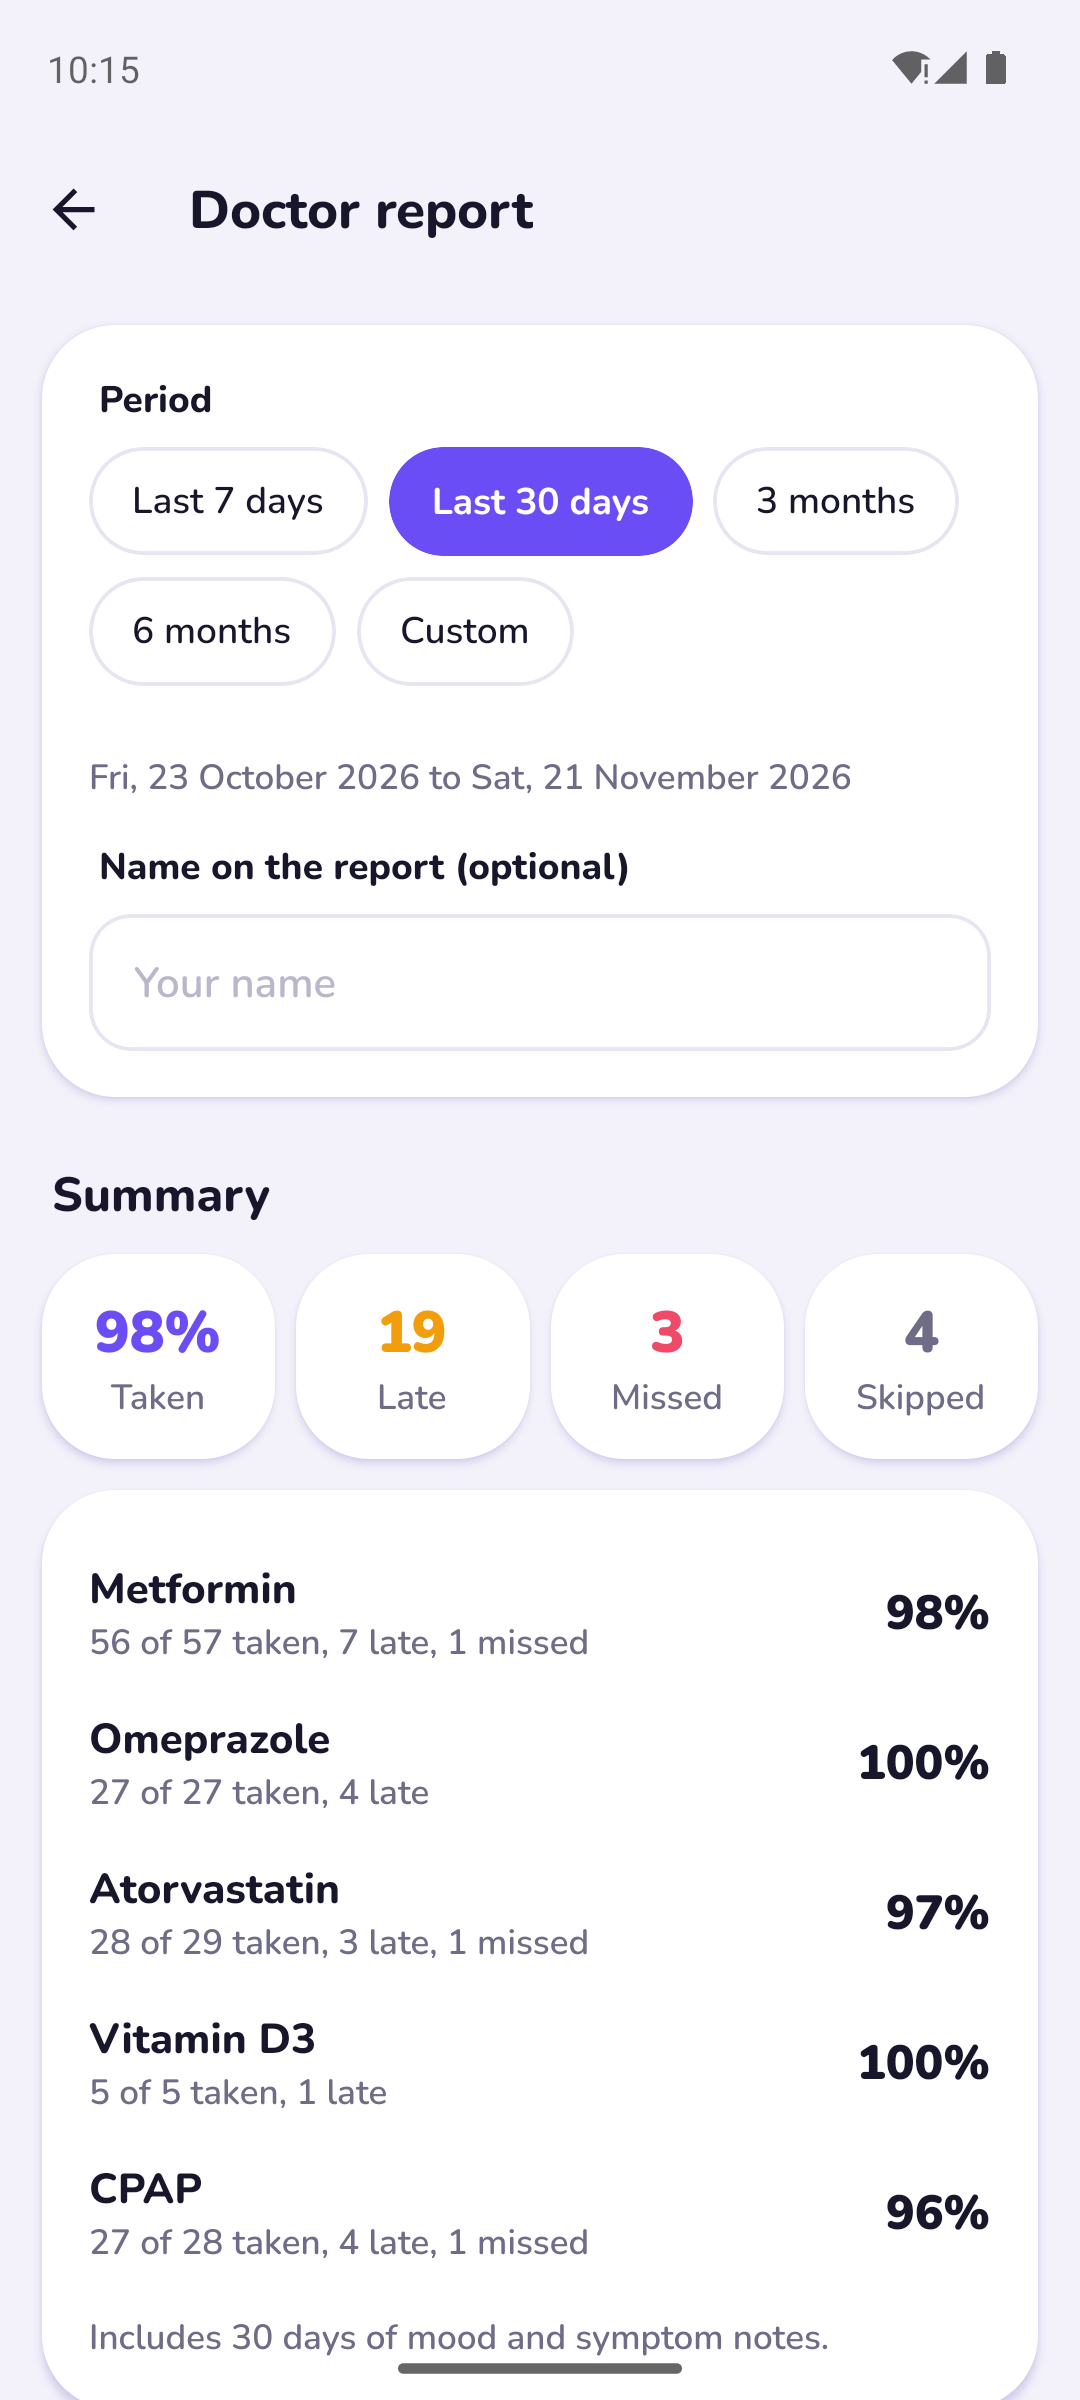 10:15
Doctor report
Period
Last 7 days
Last 30 days
3 months
6 months
Custom
Fri, 23 October 2026 to Sat, 21 November 2026
Name on the report (optional)
Your name
Summary
98%
Taken
19
Late
3
Missed
4
Skipped
Metformin
56 of 57 taken, 7 late, 1 missed
98%
Omeprazole
27 of 27 taken, 4 late
100%
Atorvastatin
28 of 29 taken, 3 late, 1 missed
97%
Vitamin D3
5 of 5 taken, 1 late
100%
CPAP
27 of 28 taken, 4 late, 1 missed
96%
Includes 30 days of mood and symptom notes.